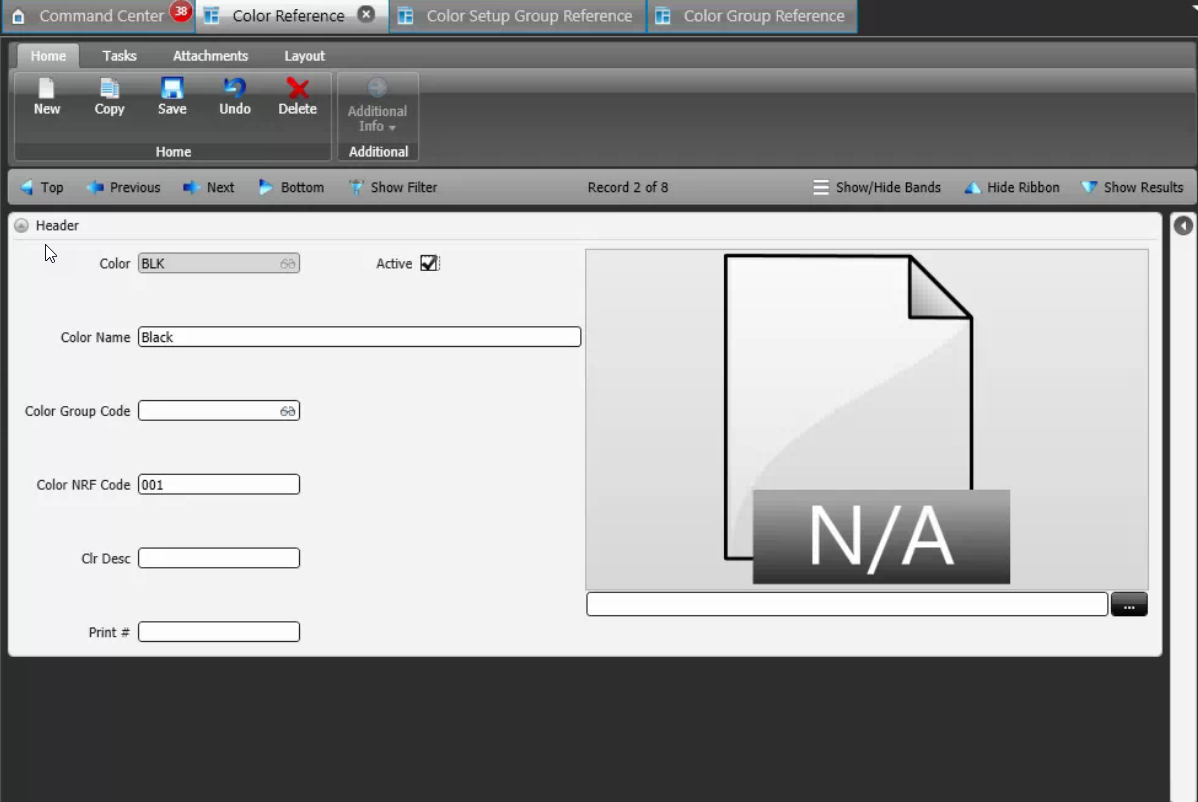 Command Center 38 Color Reference Color Setup Group Reference Color Group Reference
Home Tasks Attachments Layout
New Copy Save Undo Delete Additional Info
Home Additional
Top Previous Next Bottom Show Filter Record 2 of 8 Show/Hide Bands Hide Ribbon Show Results
Header
Color BLK Active
Color Name Black
Color Group Code
Color NRF Code 001
Clr Desc
Print #
N/A
...